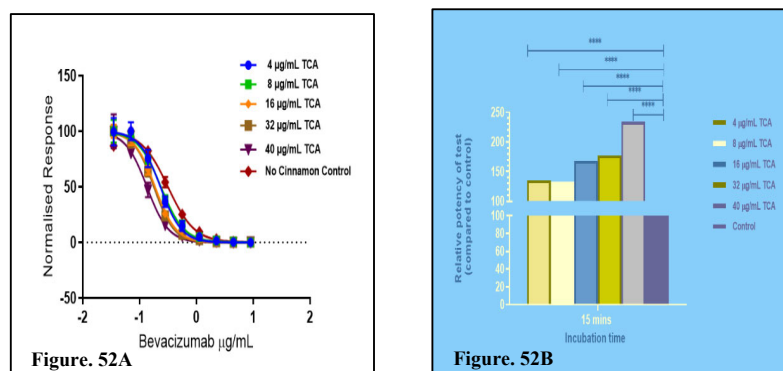 150
100
50
0
-50
-2
-1
0
1
2
Normalised Response
Bevacizumab µg/mL
4 µg/mL TCA
8 µg/mL TCA
16 µg/mL TCA
32 µg/mL TCA
40 µg/mL TCA
No Cinnamon Control
Figure. 52A
****
****
****
****
****
250
200
150
100
100
80
60
40
20
0
Relative potency of test
(compared to control)
15 mins
Incubation time
4 µg/mL TCA
8 µg/mL TCA
16 µg/mL TCA
32 µg/mL TCA
40 µg/mL TCA
Control
Figure. 52B